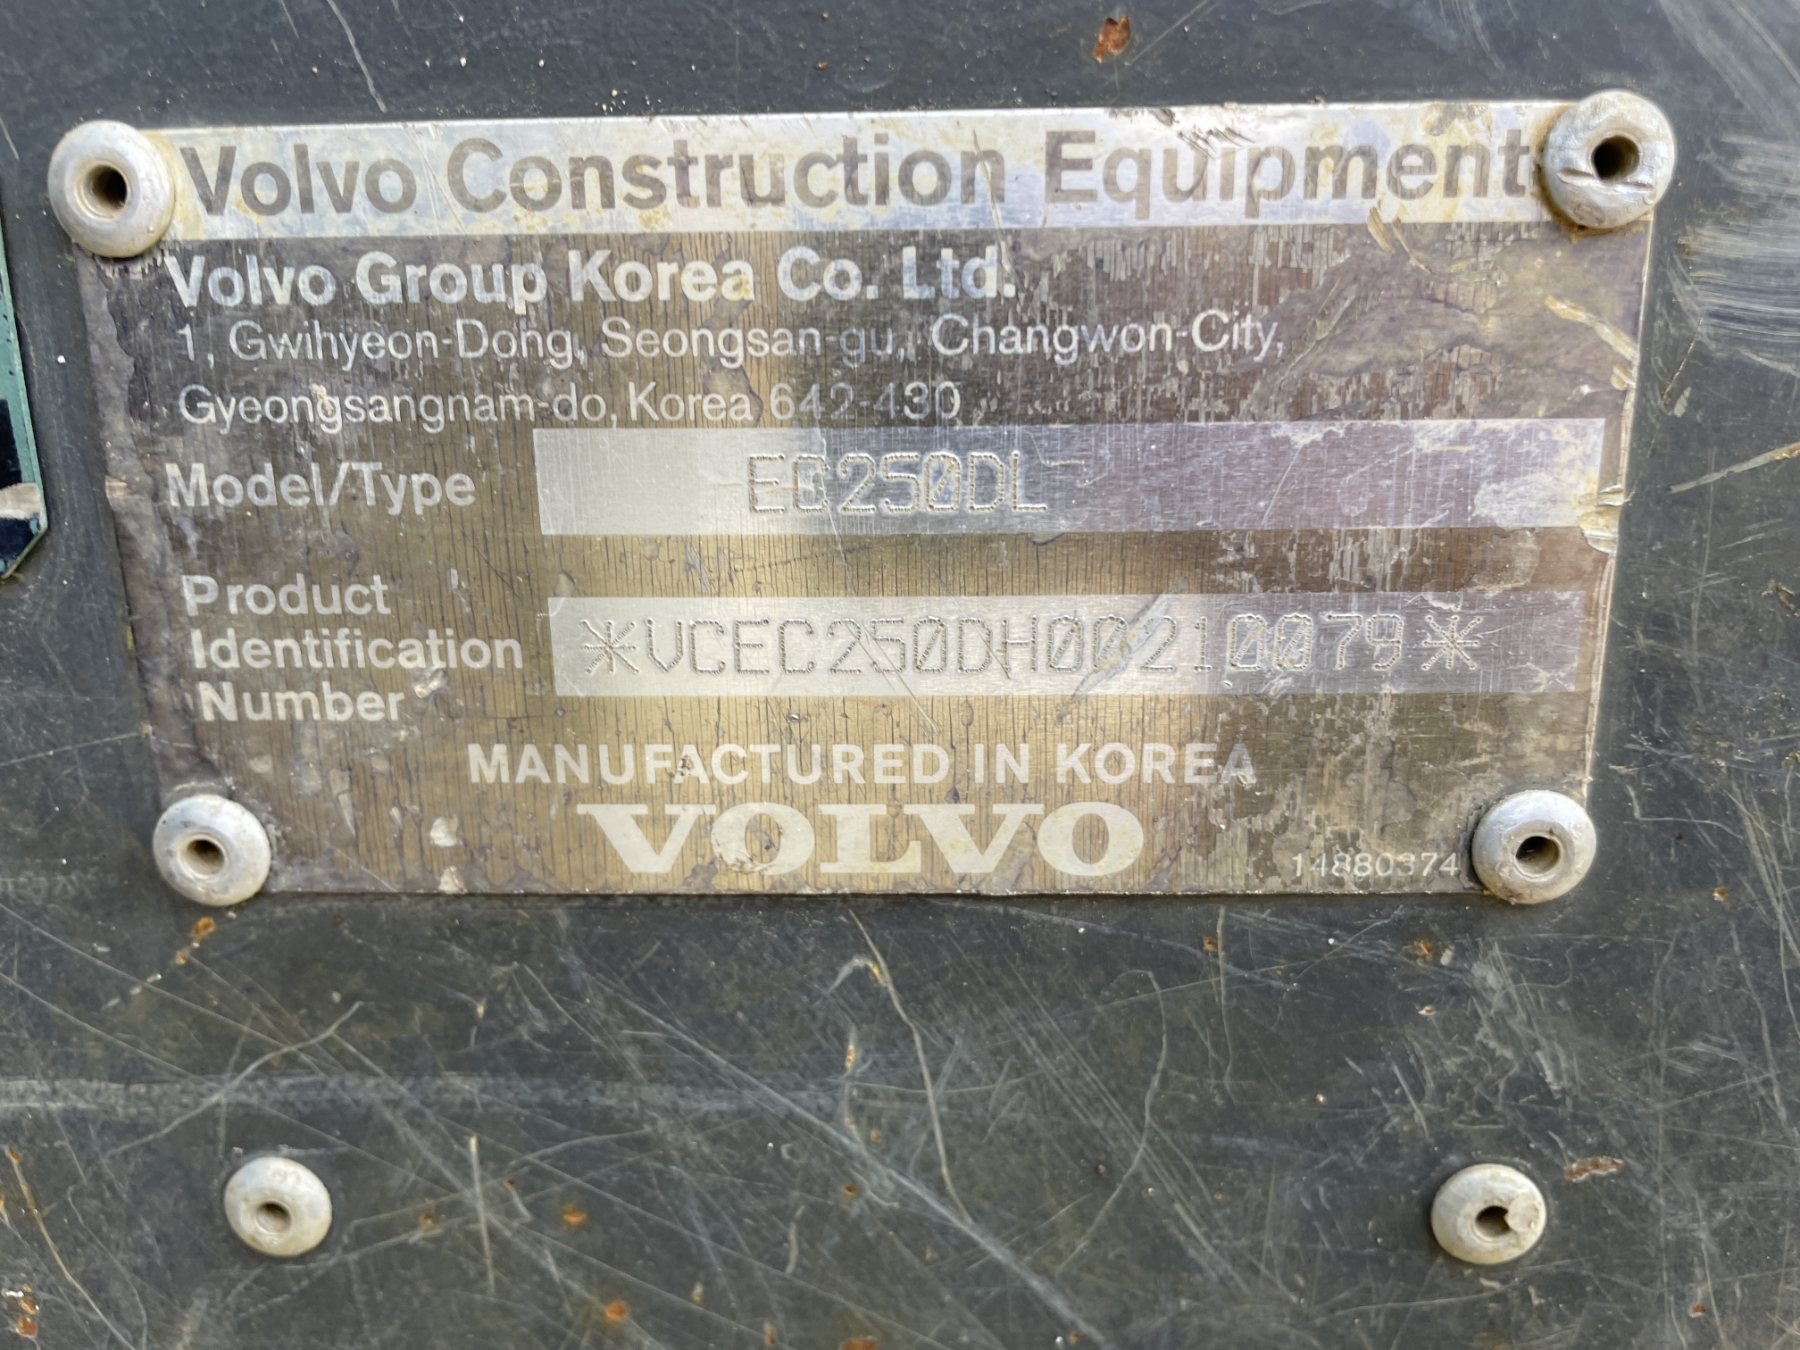 Volvo Construction Equipment
Volvo Group Korea Co. Ltd.
1, Gwihyeon-Dong, Seongsan-gu, Changwon-City,
Gyeongsangnam-do, Korea 642-430
Model/Type EC250DL
Product
Identification
Number
*VCEC250DH00210079*
MANUFACTURED IN KOREA
VOLVO
14880374